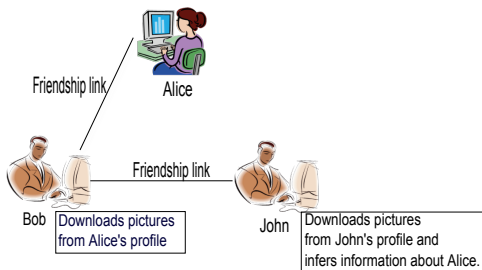 Friendship link
Alice
Friendship link
Bob
Downloads pictures
from Alice's profile
John
Downloads pictures
from John's profile and
infers information about Alice.